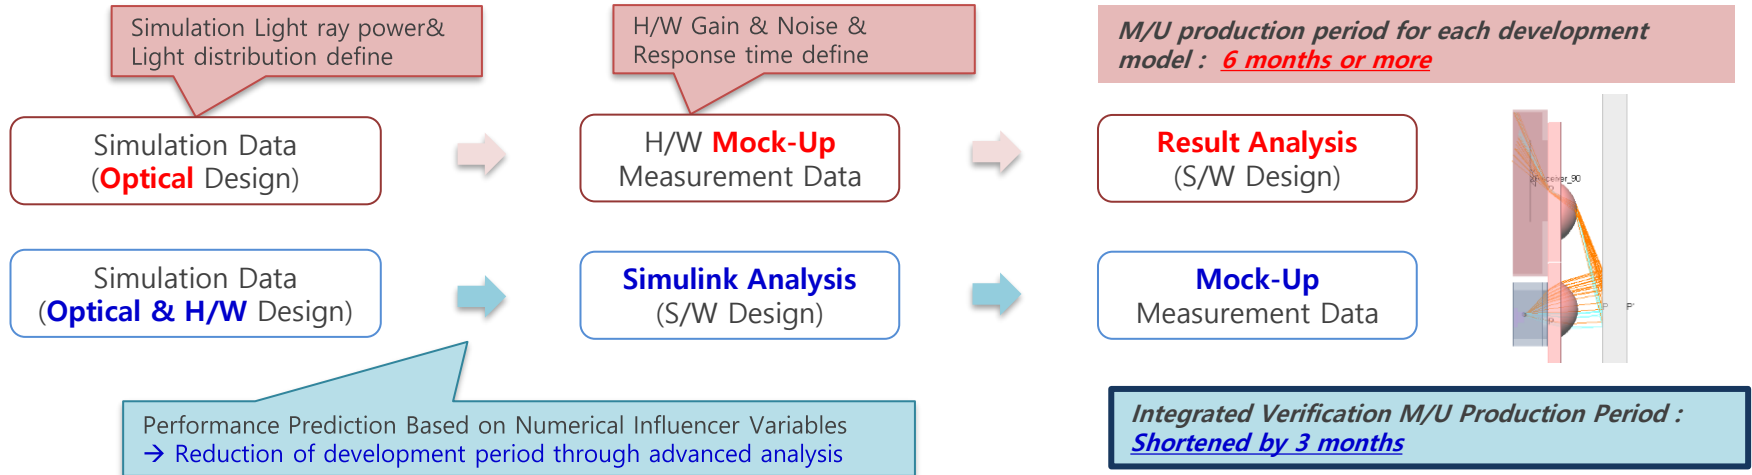 Simulation Light ray power&
Light distribution define
H/W Gain & Noise &
Response time define
M/U production period for each development
model : 6 months or more
Simulation Data
(Optical Design)
H/W Mock-Up
Measurement Data
Result Analysis
(S/W Design)
Simulation Data
(Optical & H/W Design)
Simulink Analysis
(S/W Design)
Mock-Up
Measurement Data
Performance Prediction Based on Numerical Influencer Variables
→ Reduction of development period through advanced analysis
Integrated Verification M/U Production Period :
Shortened by 3 months